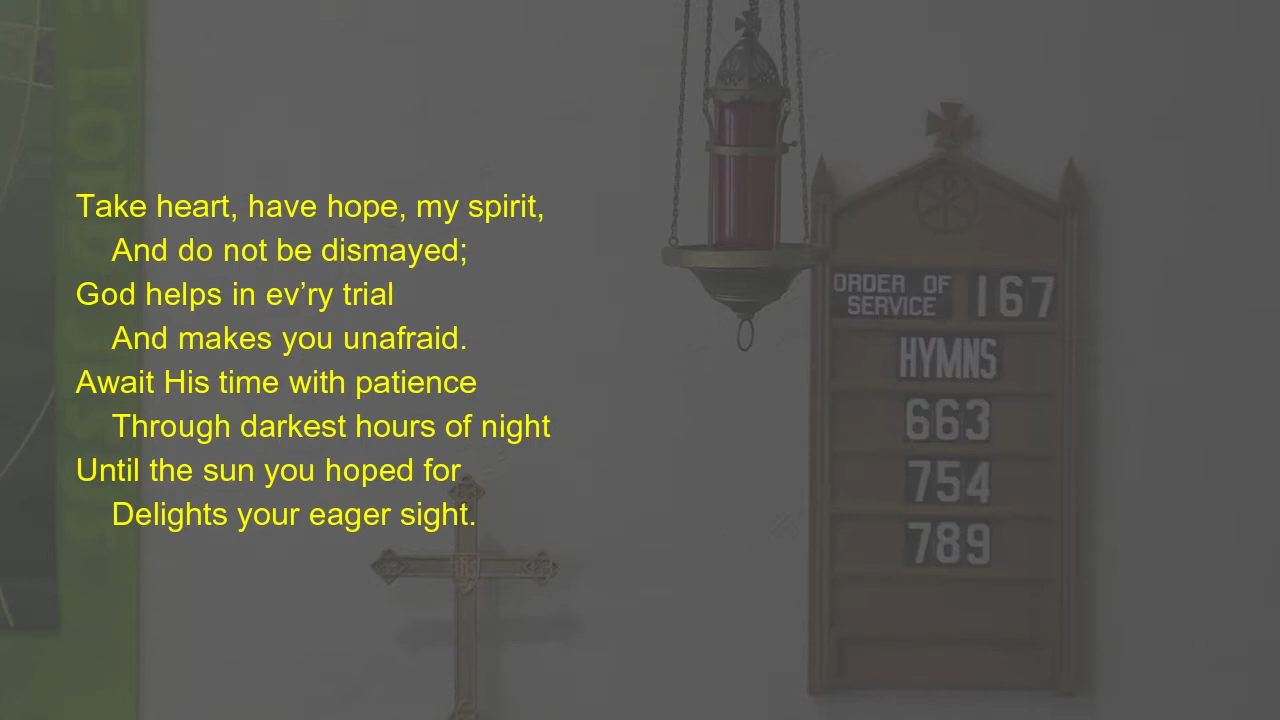 Take heart, have hope, my spirit,
And do not be dismayed;
God helps in ev’ry trial
And makes you unafraid.
Await His time with patience
Through darkest hours of night
Until the sun you hoped for
Delights your eager sight.
ORDER OF
SERVICE
167
HYMNS
663
754
789